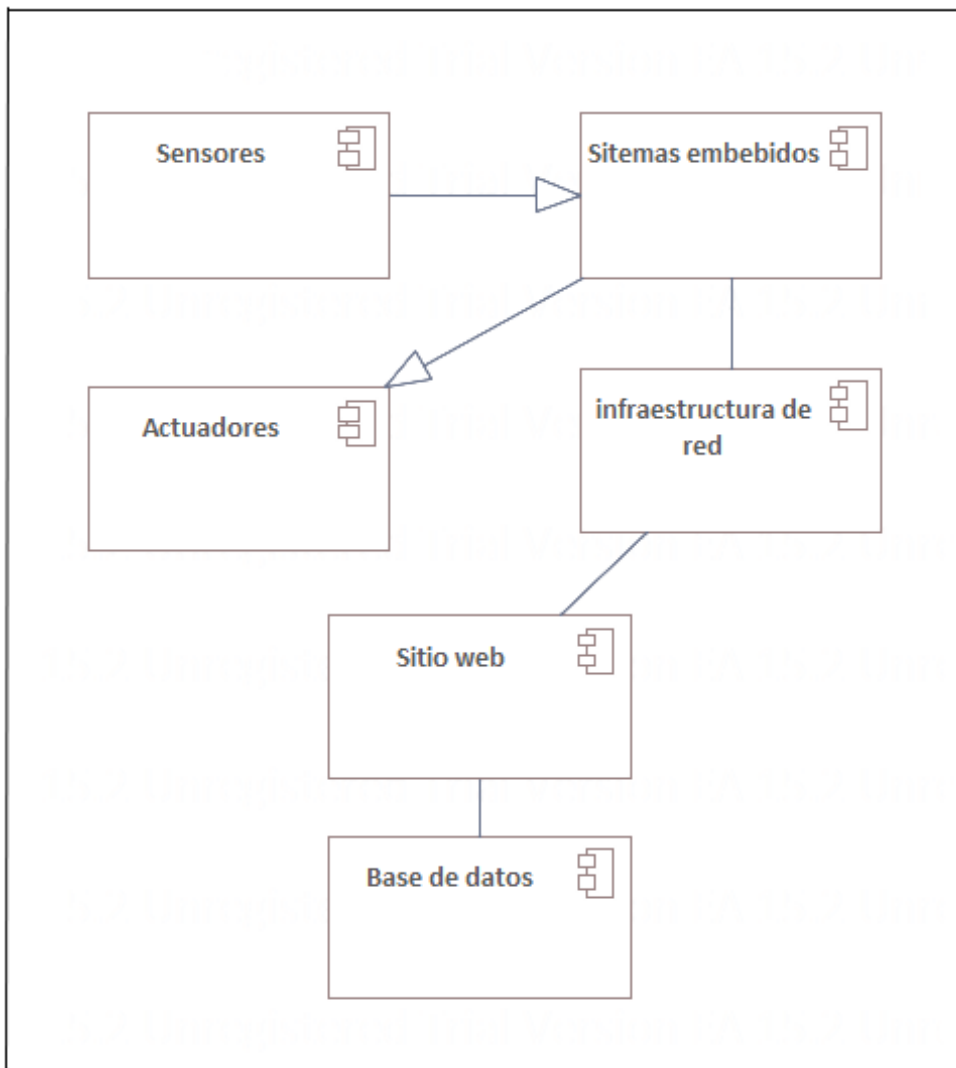 Sensores
Sitemas embebidos
Actuadores
infraestructura de
red
Sitio web
Base de datos